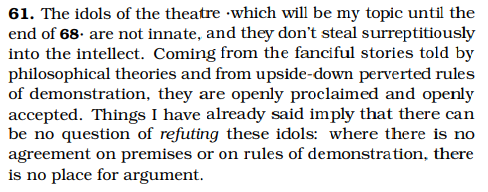 61. The idols of the theatre ·which will be my topic until the
end of 68· are not innate, and they don't steal surreptitiously
into the intellect. Coming from the fanciful stories told by
philosophical theories and from upside-down perverted rules
of demonstration, they are openly proclaimed and openly
accepted. Things I have already said imply that there can
be no question of refuting these idols: where there is no
agreement on premises or on rules of demonstration, there
is no place for argument.